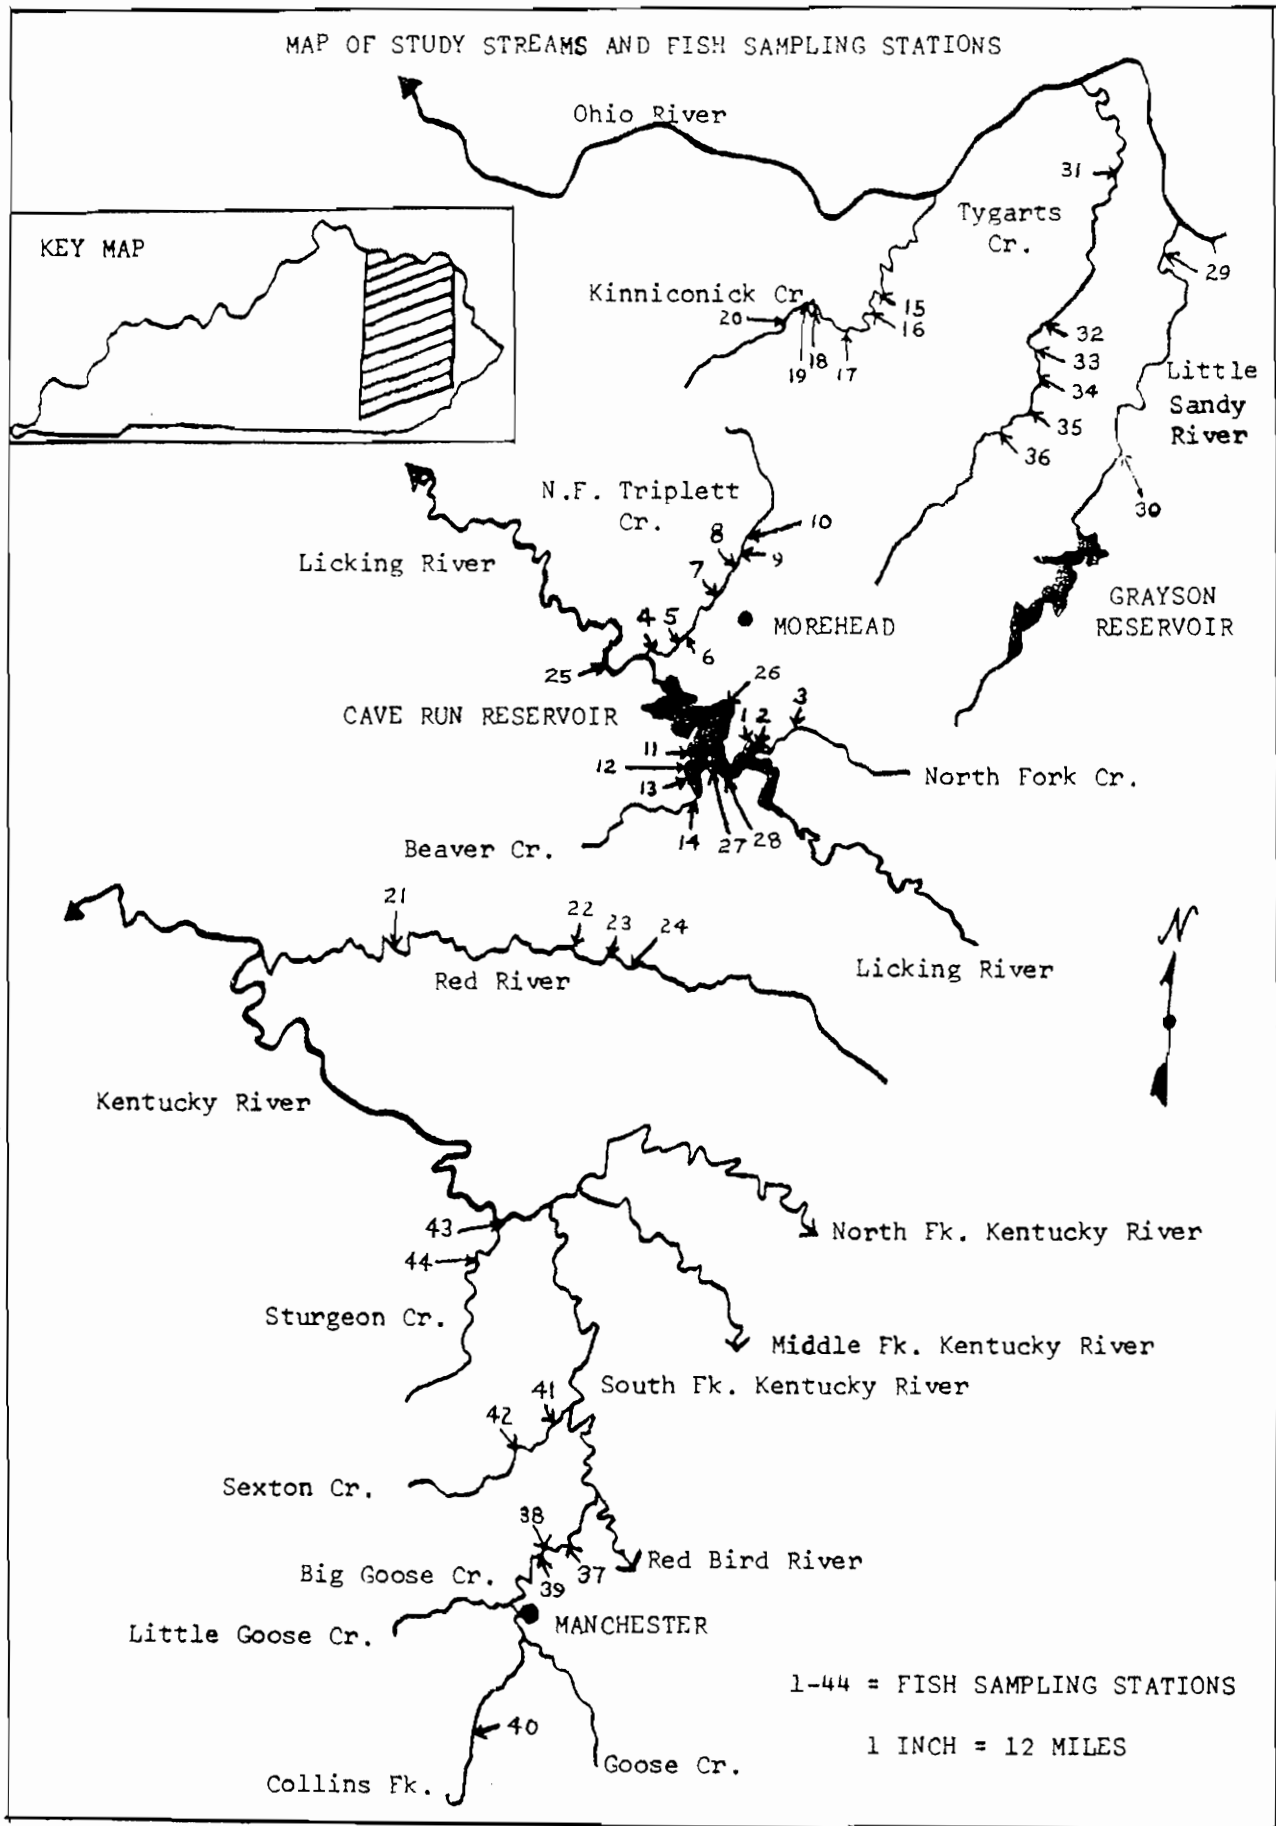 MAP OF STUDY STREAMS AND FISH SAMPLING STATIONS
Ohio River
31
Tygarts
Cr.
KEY MAP
29
Kinniconick Cr.
15
20
16
32
18
19
17
33
Little
Sandy
River
34
35
36
N.F. Triplett
Cr.
30
10
8
9
Licking River
7
GRAYSON
RESERVOIR
4
5
MOREHEAD
6
25
26
3
CAVE RUN RESERVOIR
1
2
11
12
13
North Fork Cr.
Beaver Cr.
14
27
28
21
22
23
24
N
Red River
Licking River
Kentucky River
43
North Fk. Kentucky River
44
Sturgeon Cr.
Middle Fk. Kentucky River
South Fk. Kentucky River
41
42
Sexton Cr.
38
Red Bird River
Big Goose Cr.
39
37
Little Goose Cr.
MANCHESTER
1-44 = FISH SAMPLING STATIONS
40
1 INCH = 12 MILES
Goose Cr.
Collins Fk.